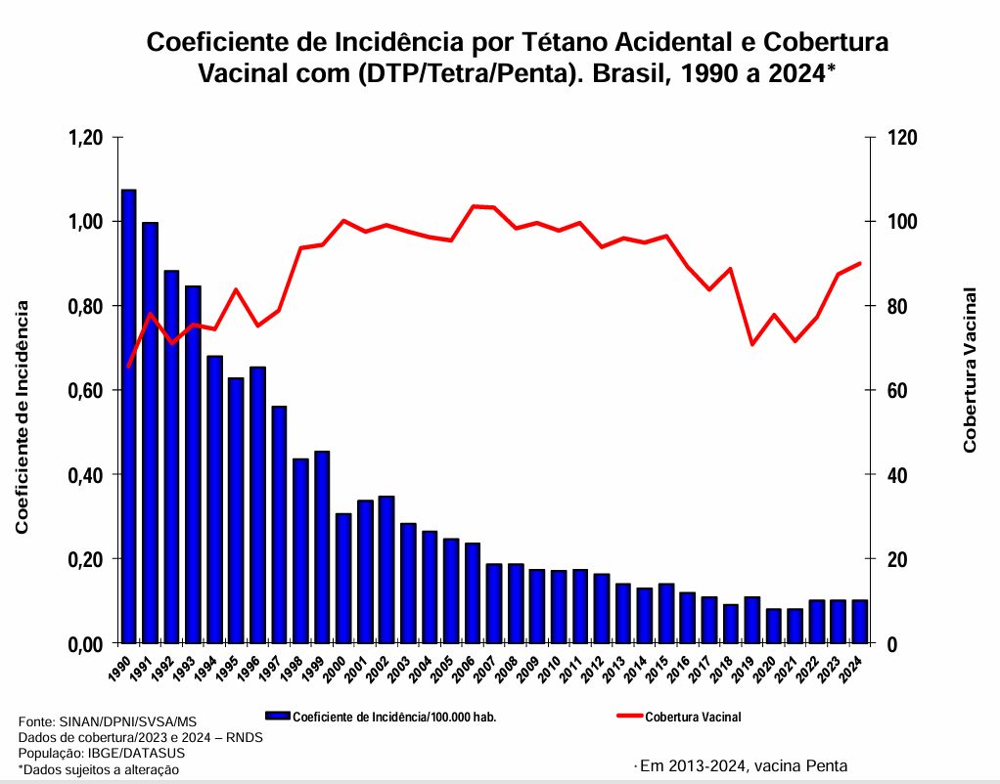 Coeficiente de Incidência por Tétano Acidental e Cobertura
Vacinal com (DTP/Tetra/Penta). Brasil, 1990 a 2024*
1,20
1,00
0,80
0,60
0,40
0,20
0,00
Coeficiente de Incidência
120
100
80
60
40
20
0
Cobertura Vacinal
1990 1991 1992 1993 1994 1995 1996 1997 1998 1999 2000 2001 2002 2003 2004 2005 2006 2007 2008 2009 2010 2011 2012 2013 2014 2015 2016 2017 2018 2019 2020 2021 2022 2023 2024
Coeficiente de Incidência/100.000 hab.
Cobertura Vacinal
Fonte: SINAN/DPNI/SVSA/MS
Dados de cobertura/2023 e 2024 – RNDS
População: IBGE/DATASUS
*Dados sujeitos a alteração
·Em 2013-2024, vacina Penta